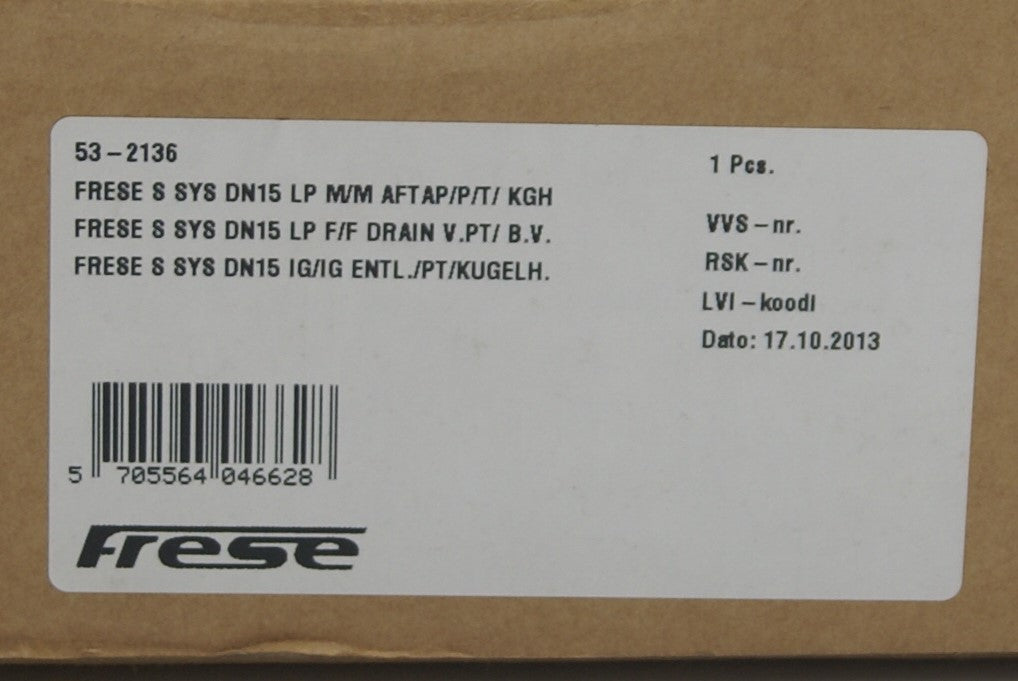 53-2136
FRESE S SYS DN15 LP M/M AFTAP/P/T/ KGH
FRESE S SYS DN15 LP F/F DRAIN V.PT/ B.V.
FRESE S SYS DN15 IG/IG ENTL./PT/KUGELH.
1 Pcs.
VVS-nr.
RSK-nr.
LVI-koodi
Dato: 17.10.2013
5 705564 046628
Frese